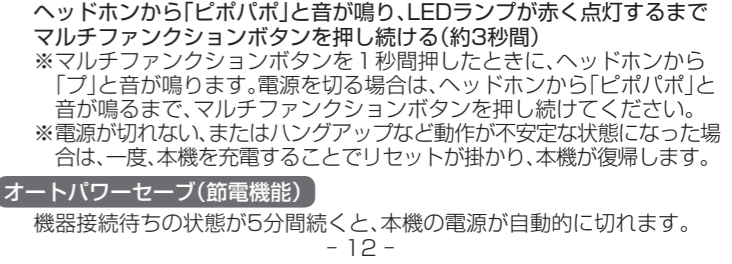 ヘッドホンから「ピポパポ」と音が鳴り、LEDランプが赤く点灯するまで
マルチファンクションボタンを押し続ける(約3秒間)
※マルチファンクションボタンを1秒間押したときに、ヘッドホンから
「プ」と音が鳴ります。電源を切る場合は、ヘッドホンから「ピポパポ」と
音が鳴るまで、マルチファンクションボタンを押し続けてください。
※電源が切れない、またはハングアップなど動作が不安定な状態になった場
合は、一度、本機を充電することでリセットが掛かり、本機が復帰します。
オートパワーセーブ(節電機能)
機器接続待ちの状態が5分間続くと、本機の電源が自動的に切れます。
– 12 –